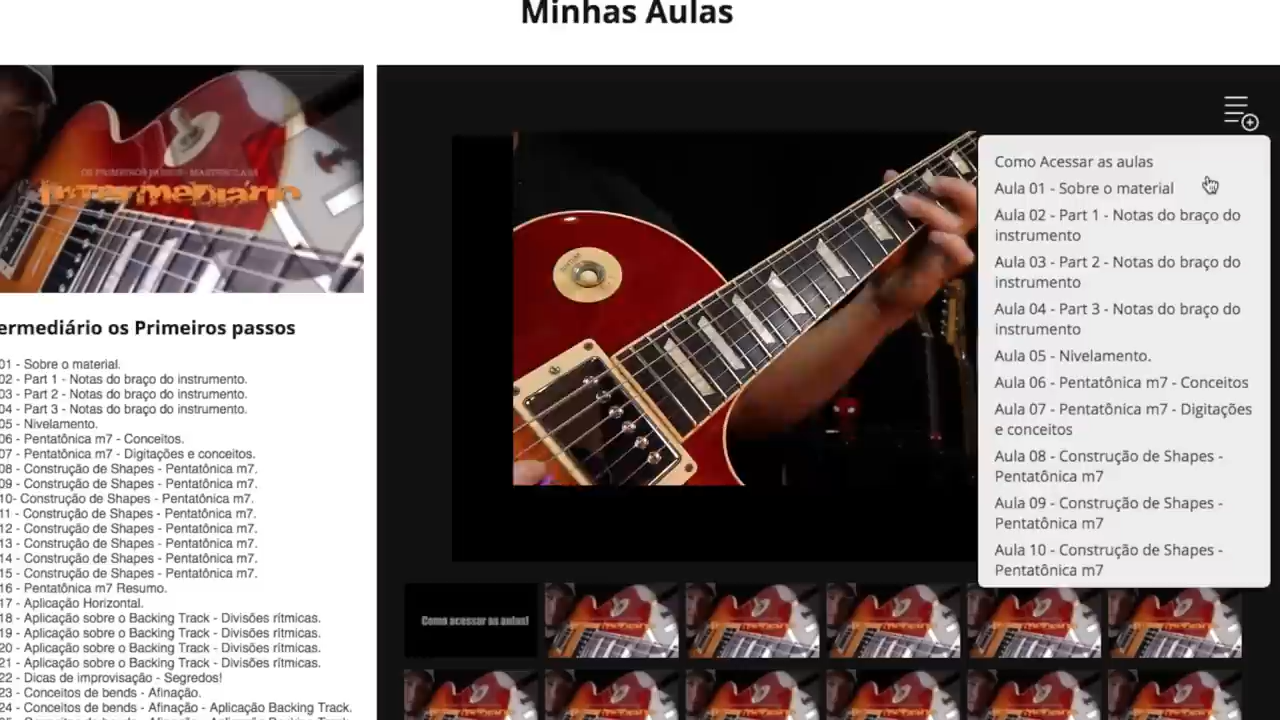 Minhas Aulas
OS PRIMEIROS PASSOS - MASTERCLASS
intermediário
ermediário os Primeiros passos
01 - Sobre o material.
02 - Part 1 - Notas do braço do instrumento.
03 - Part 2 - Notas do braço do instrumento.
04 - Part 3 - Notas do braço do instrumento.
05 - Nivelamento.
06 - Pentatônica m7 - Conceitos.
07 - Pentatônica m7 - Digitações e conceitos.
08 - Construção de Shapes - Pentatônica m7.
09 - Construção de Shapes - Pentatônica m7.
10- Construção de Shapes - Pentatônica m7.
11 - Construção de Shapes - Pentatônica m7.
12 - Construção de Shapes - Pentatônica m7.
13 - Construção de Shapes - Pentatônica m7.
14 - Construção de Shapes - Pentatônica m7.
15 - Construção de Shapes - Pentatônica m7.
16 - Pentatônica m7 Resumo.
17 - Aplicação Horizontal.
18 - Aplicação sobre o Backing Track - Divisões rítmicas.
19 - Aplicação sobre o Backing Track - Divisões rítmicas.
20 - Aplicação sobre o Backing Track - Divisões rítmicas.
21 - Aplicação sobre o Backing Track - Divisões rítmicas.
22 - Dicas de improvisação - Segredos!
23 - Conceitos de bends - Afinação.
24 - Conceitos de bends - Afinação - Aplicação Backing Track.
Como Acessar as aulas
Aula 01 - Sobre o material
Aula 02 - Part 1 - Notas do braço do
instrumento
Aula 03 - Part 2 - Notas do braço do
instrumento
Aula 04 - Part 3 - Notas do braço do
instrumento
Aula 05 - Nivelamento.
Aula 06 - Pentatônica m7 - Conceitos
Aula 07 - Pentatônica m7 - Digitações
e conceitos
Aula 08 - Construção de Shapes -
Pentatônica m7
Aula 09 - Construção de Shapes -
Pentatônica m7
Aula 10 - Construção de Shapes -
Pentatônica m7
Como acessar as aulas!